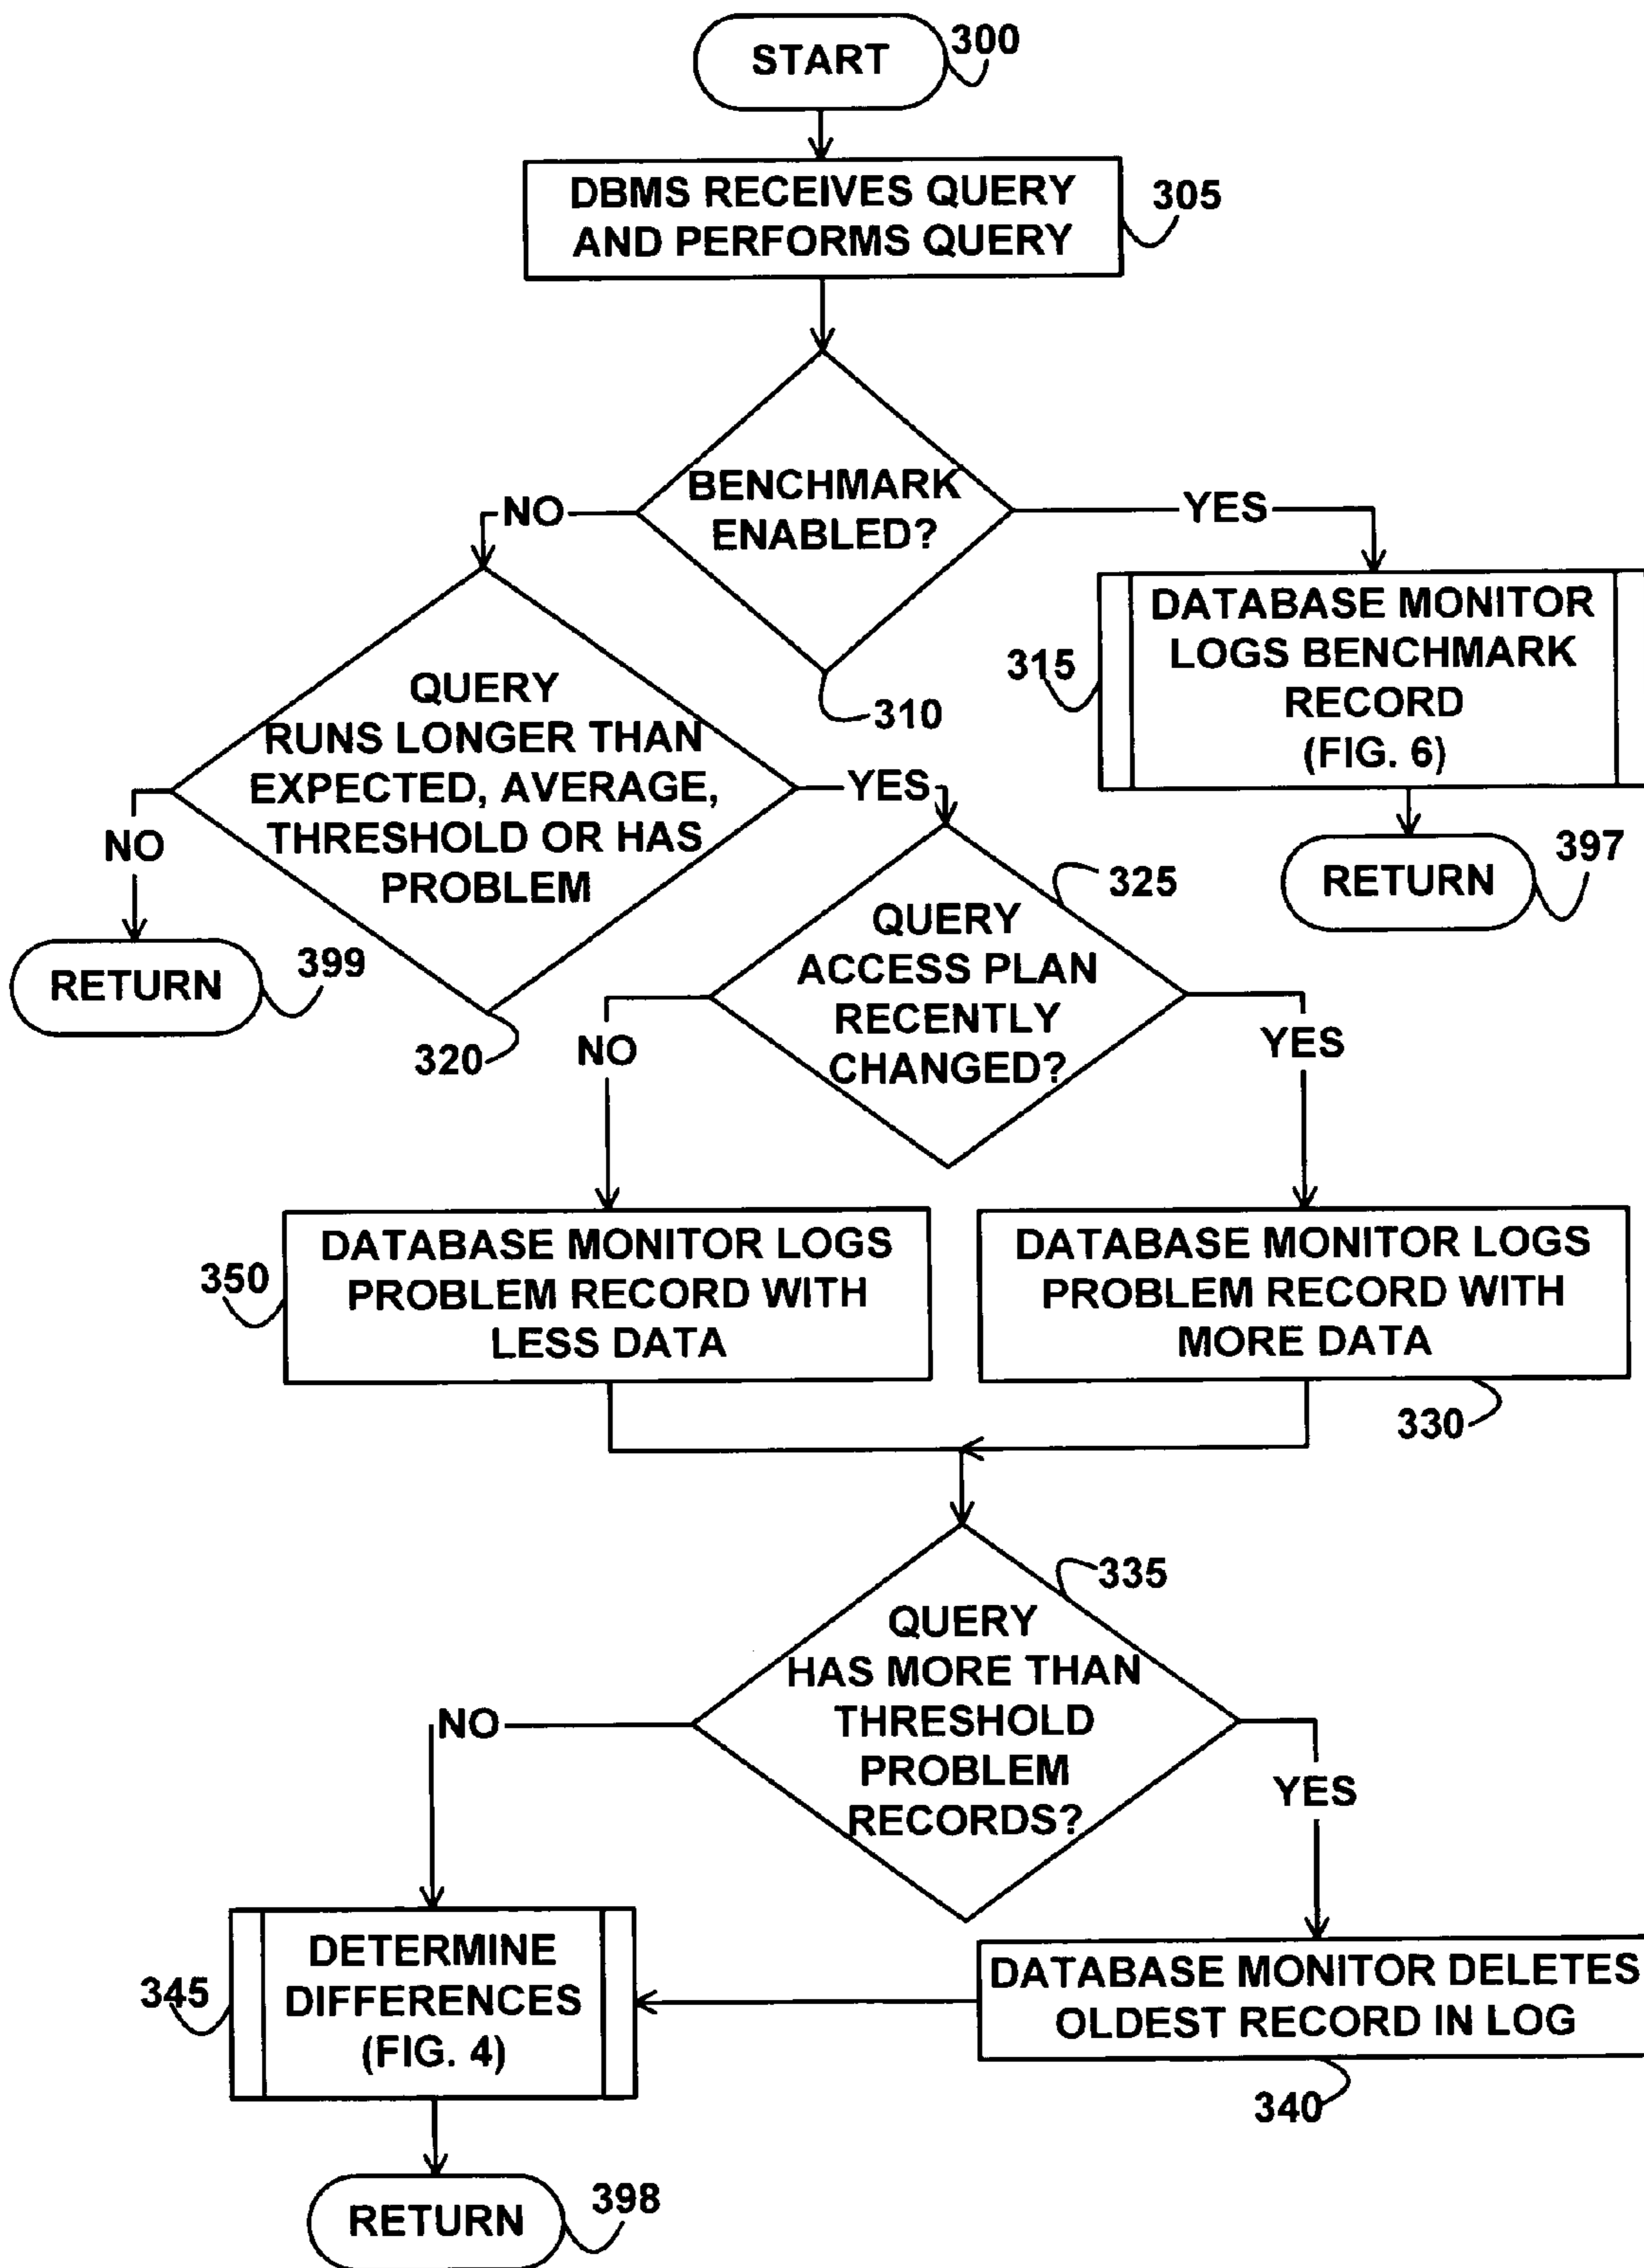 START
300
DBMS RECEIVES QUERY
AND PERFORMS QUERY
305
BENCHMARK
ENABLED?
310
NO
YES
DATABASE MONITOR
LOGS BENCHMARK
RECORD
(FIG. 6)
315
RETURN
397
QUERY
RUNS LONGER THAN
EXPECTED, AVERAGE,
THRESHOLD OR HAS
PROBLEM
320
NO
YES
RETURN
399
325
QUERY
ACCESS PLAN
RECENTLY
CHANGED?
NO
YES
350
DATABASE MONITOR LOGS
PROBLEM RECORD WITH
LESS DATA
DATABASE MONITOR LOGS
PROBLEM RECORD WITH
MORE DATA
330
335
QUERY
HAS MORE THAN
THRESHOLD
PROBLEM
RECORDS?
NO
YES
345
DETERMINE
DIFFERENCES
(FIG. 4)
DATABASE MONITOR DELETES
OLDEST RECORD IN LOG
340
RETURN
398